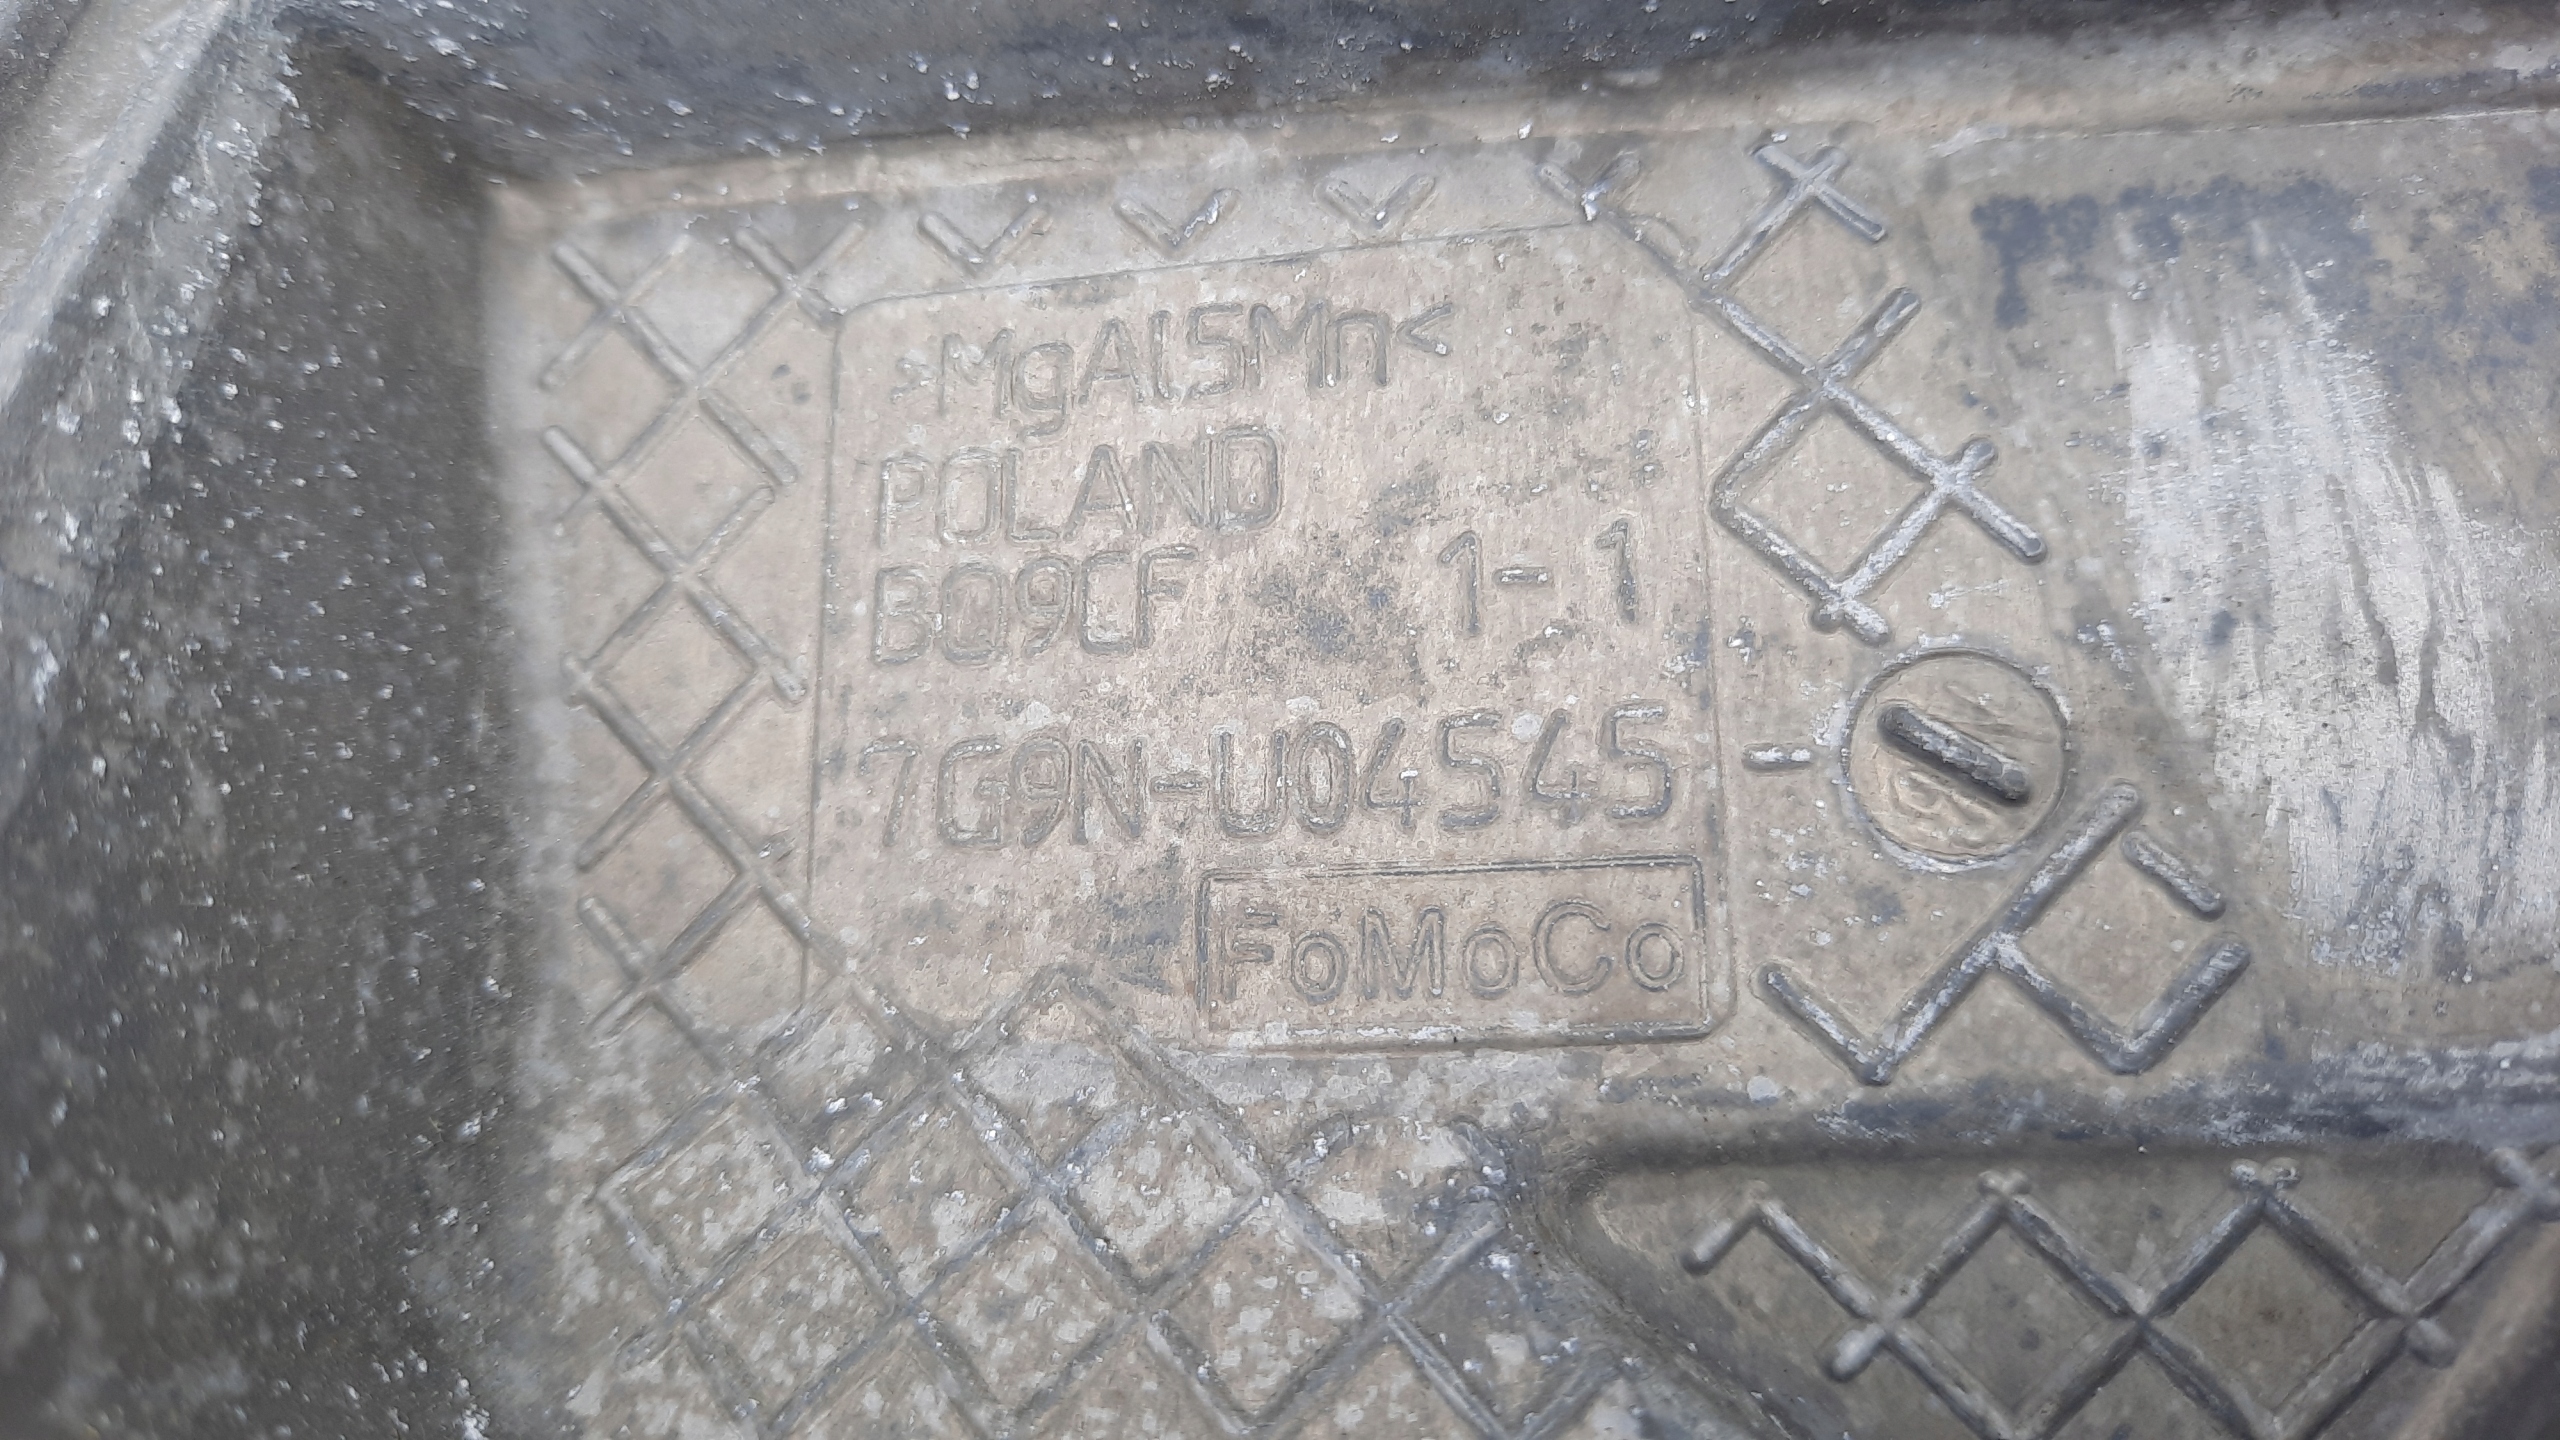 >MgAl5Mn<
POLAND
BQ9CF 1-1
7G9N-U04545
FoMoCo